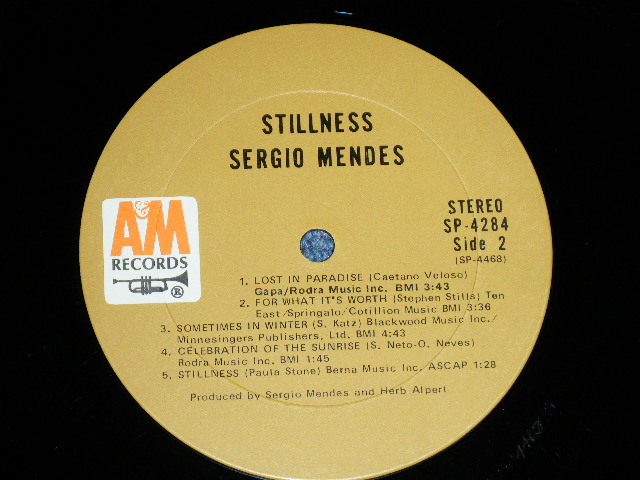 STILLNESS
SERGIO MENDES
A&M
RECORDS
®
STEREO
SP-4284
Side 2
(SP-4468)
1. LOST IN PARADISE (Caetano Veloso)
Gapa/Rodra Music Inc. BMI 3:43
2. FOR WHAT IT'S WORTH (Stephen Stills) Ten
East/Springalo/Cotillion Music BMI 3:36
3. SOMETIMES IN WINTER (S. Katz) Blackwood Music Inc./
Minnesingers Publishers, Ltd. BMI 4:43
4. CELEBRATION OF THE SUNRISE (S. Neto-O. Neves)
Rodra Music Inc. BMI 1:45
5. STILLNESS (Paula Stone) Berna Music Inc. ASCAP 1:28
Produced by Sergio Mendes and Herb Alpert